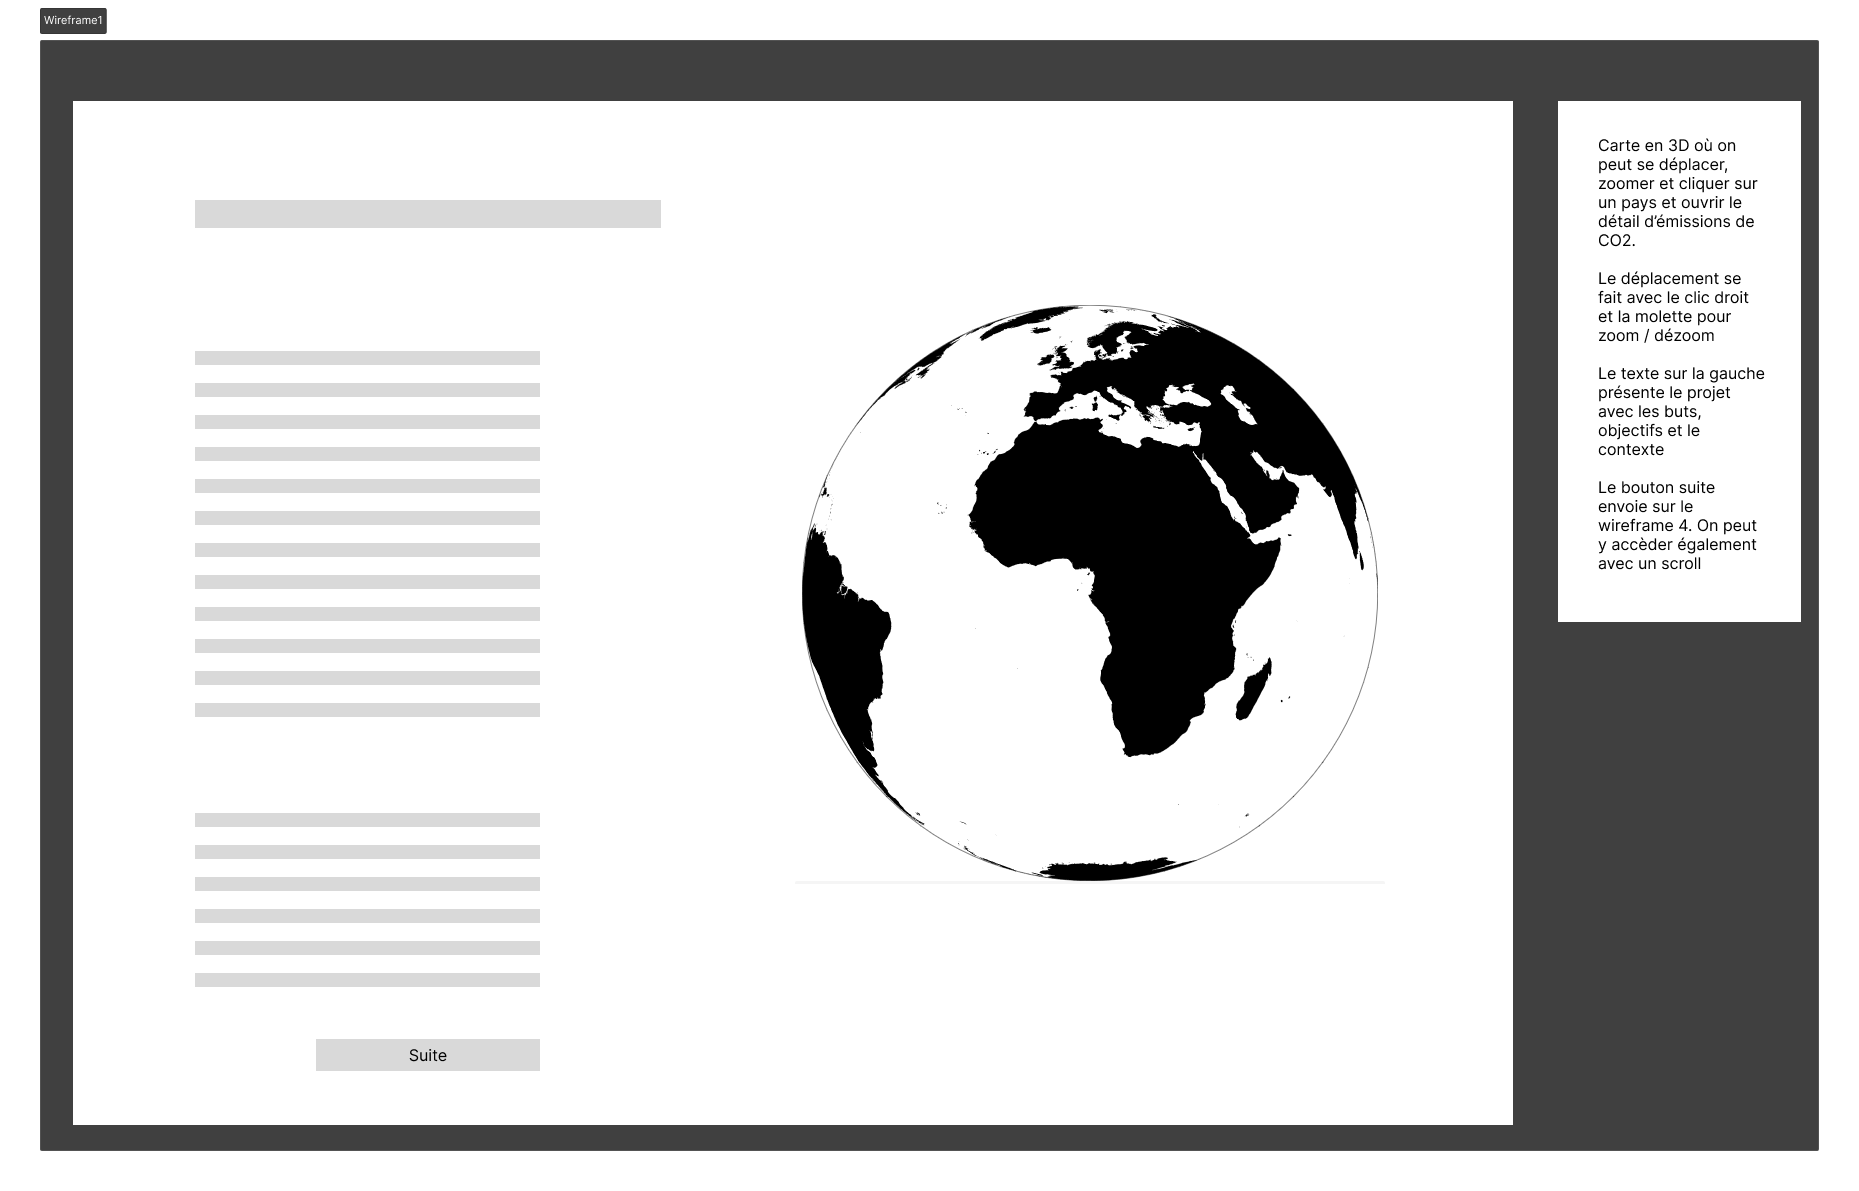 Wireframe1
Carte en 3D où on
peut se déplacer,
zoomer et cliquer sur
un pays et ouvrir le
détail d’émissions de
CO2.
Le déplacement se
fait avec le clic droit
et la molette pour
zoom / dézoom
Le texte sur la gauche
présente le projet
avec les buts,
objectifs et le
contexte
Le bouton suite
envoie sur le
wireframe 4. On peut
y accèder également
avec un scroll
Suite